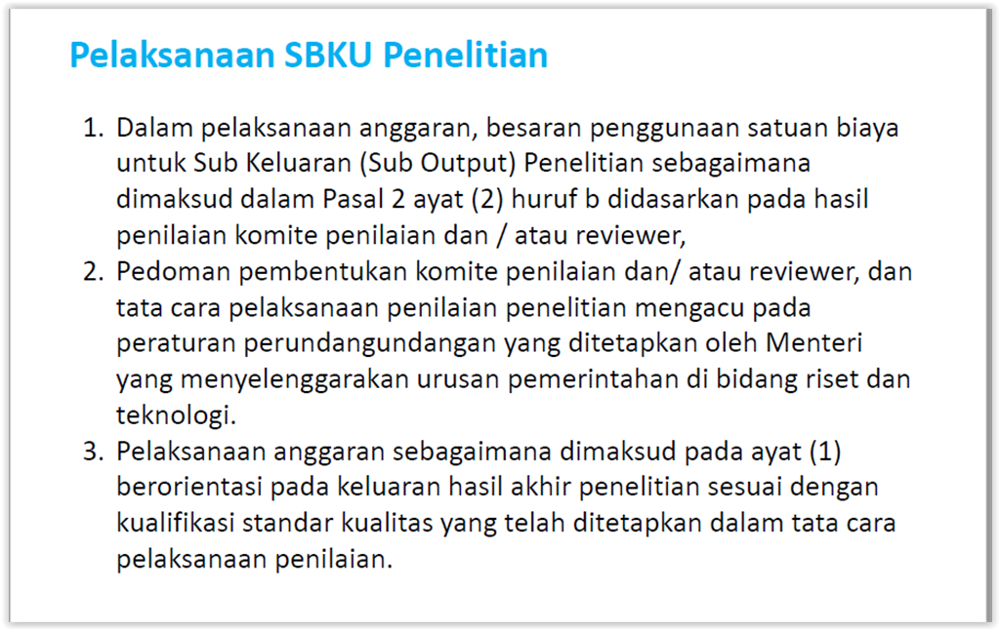 Pelaksanaan SBKU Penelitian
1. Dalam pelaksanaan anggaran, besaran penggunaan satuan biaya
untuk Sub Keluaran (Sub Output) Penelitian sebagaimana
dimaksud dalam Pasal 2 ayat (2) huruf b didasarkan pada hasil
penilaian komite penilaian dan / atau reviewer,
2. Pedoman pembentukan komite penilaian dan/ atau reviewer, dan
tata cara pelaksanaan penilaian penelitian mengacu pada
peraturan perundangundangan yang ditetapkan oleh Menteri
yang menyelenggarakan urusan pemerintahan di bidang riset dan
teknologi.
3. Pelaksanaan anggaran sebagaimana dimaksud pada ayat (1)
berorientasi pada keluaran hasil akhir penelitian sesuai dengan
kualifikasi standar kualitas yang telah ditetapkan dalam tata cara
pelaksanaan penilaian.